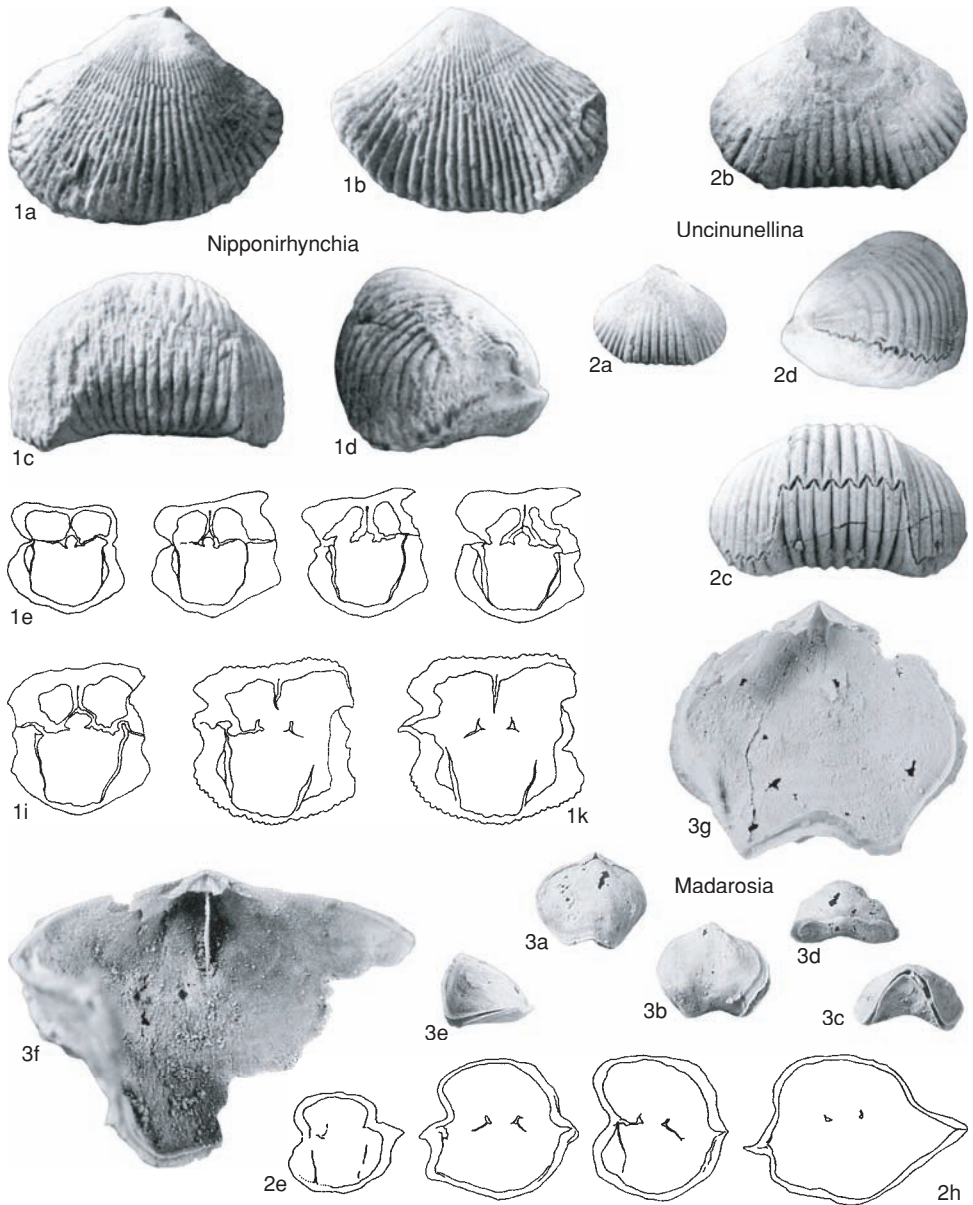 1a
1b
2b
Nipponirhynchia
Uncinunellina
2a
2d
1c
1d
2c
1e
1i
1k
3g
Madarosia
3a
3d
3b
3e
3c
3f
2e
2h